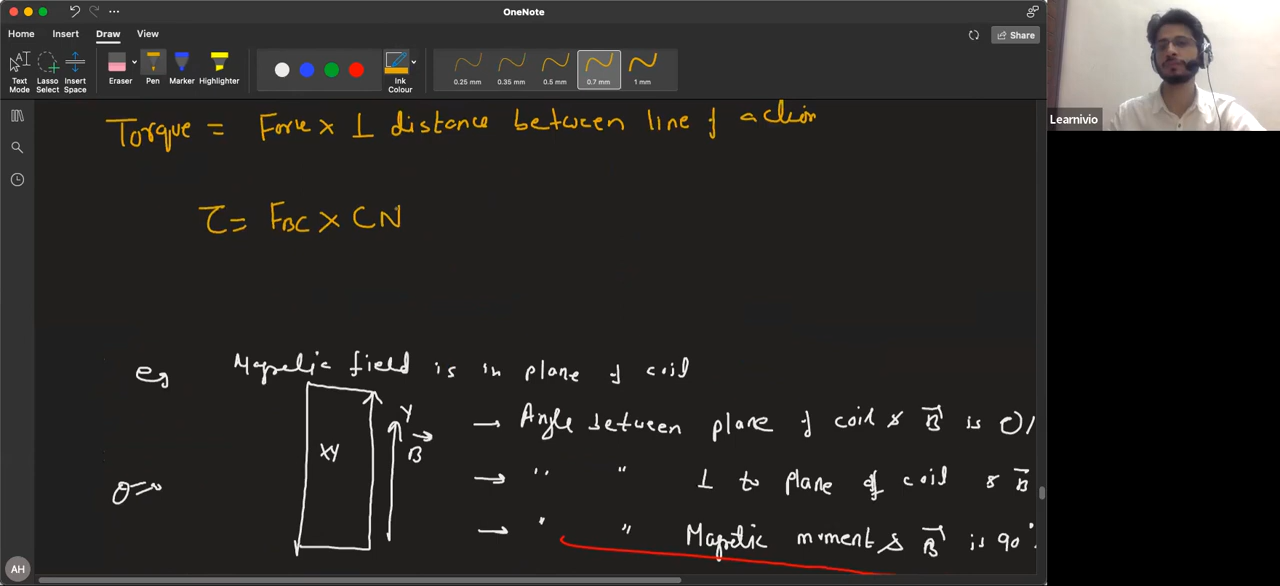 OneNote
Home Insert Draw View
Share
Text Mode
Lasso Select
Insert Space
Eraser
Pen
Marker
Highlighter
Ink Colour
0.25 mm
0.35 mm
0.5 mm
0.7 mm
1 mm
Learnivio
Torque = Force × ⊥ distance between line of action
τ = F_BC × CN
eg Magnetic field is in plane of coil
XY
Y
B⃗
→ Angle between plane of coil & B⃗ is 0/
→ " " ⊥ to plane of coil & B⃗
→ " " Magnetic moment & B⃗ is 90°
AH